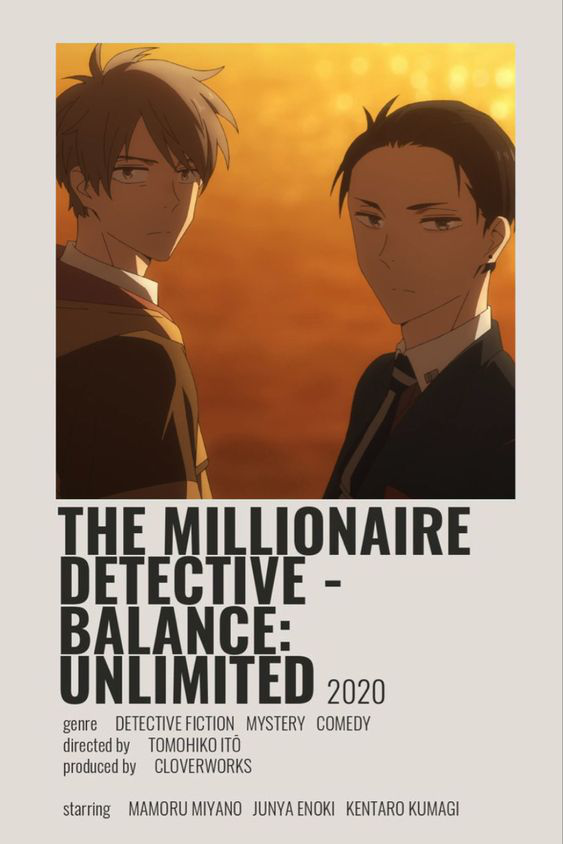 THE MILLIONAIRE
DETECTIVE -
BALANCE:
UNLIMITED 2020
genre DETECTIVE FICTION MYSTERY COMEDY
directed by TOMOHIKO ITŌ
produced by CLOVERWORKS
starring MAMORU MIYANO JUNYA ENOKI KENTARO KUMAGI